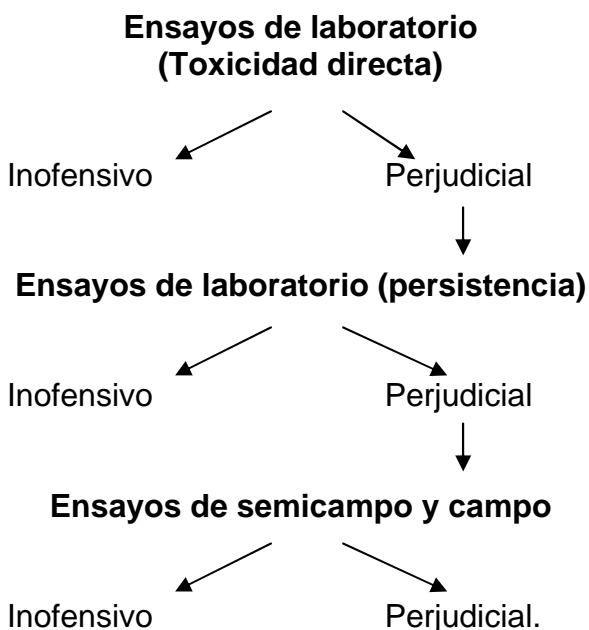 Ensayos de laboratorio
(Toxicidad directa)
Inofensivo Perjudicial
Ensayos de laboratorio (persistencia)
Inofensivo Perjudicial
Ensayos de semicampo y campo
Inofensivo Perjudicial.